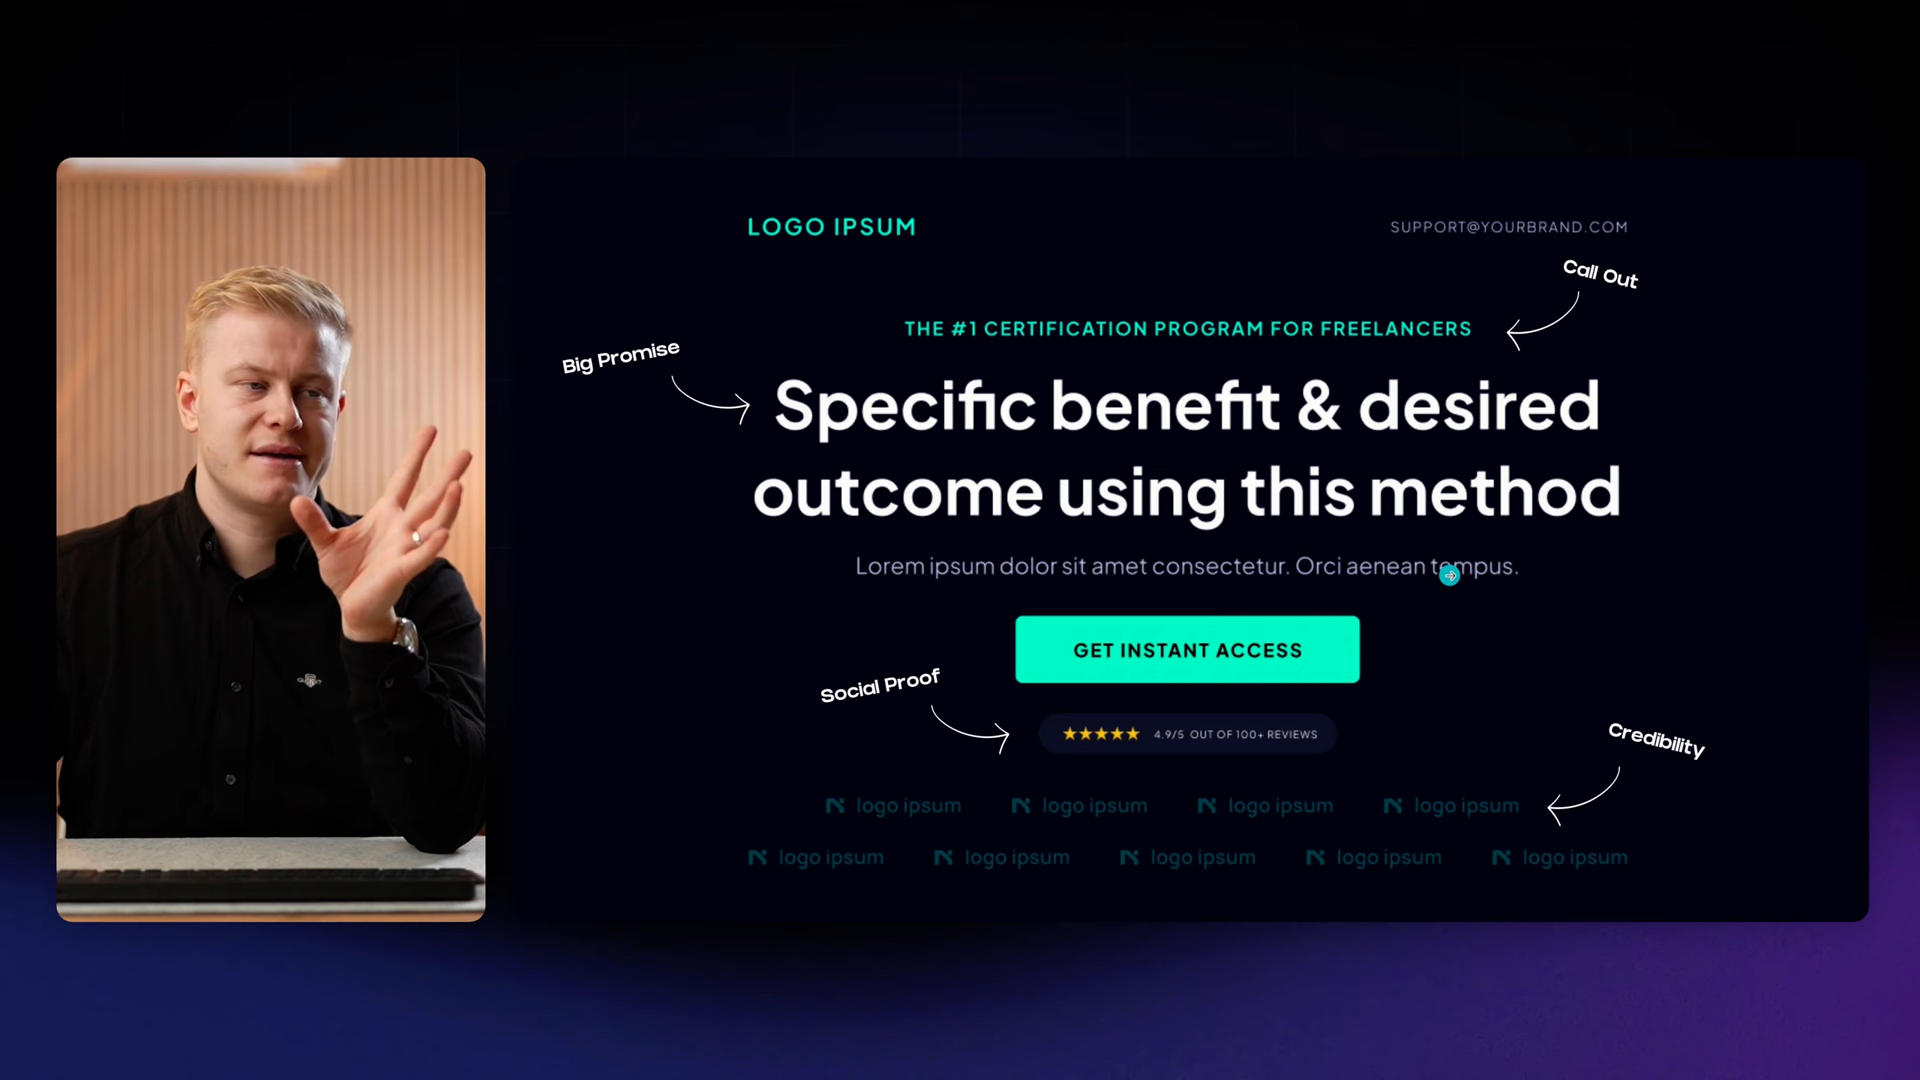 LOGO IPSUM
SUPPORT@YOURBRAND.COM
Call Out
THE #1 CERTIFICATION PROGRAM FOR FREELANCERS
Big Promise
Specific benefit & desired
outcome using this method
Lorem ipsum dolor sit amet consectetur. Orci aenean tempus.
GET INSTANT ACCESS
Social Proof
4.9/5 OUT OF 100+ REVIEWS
Credibility
logo ipsum logo ipsum logo ipsum logo ipsum
logo ipsum logo ipsum logo ipsum logo ipsum logo ipsum